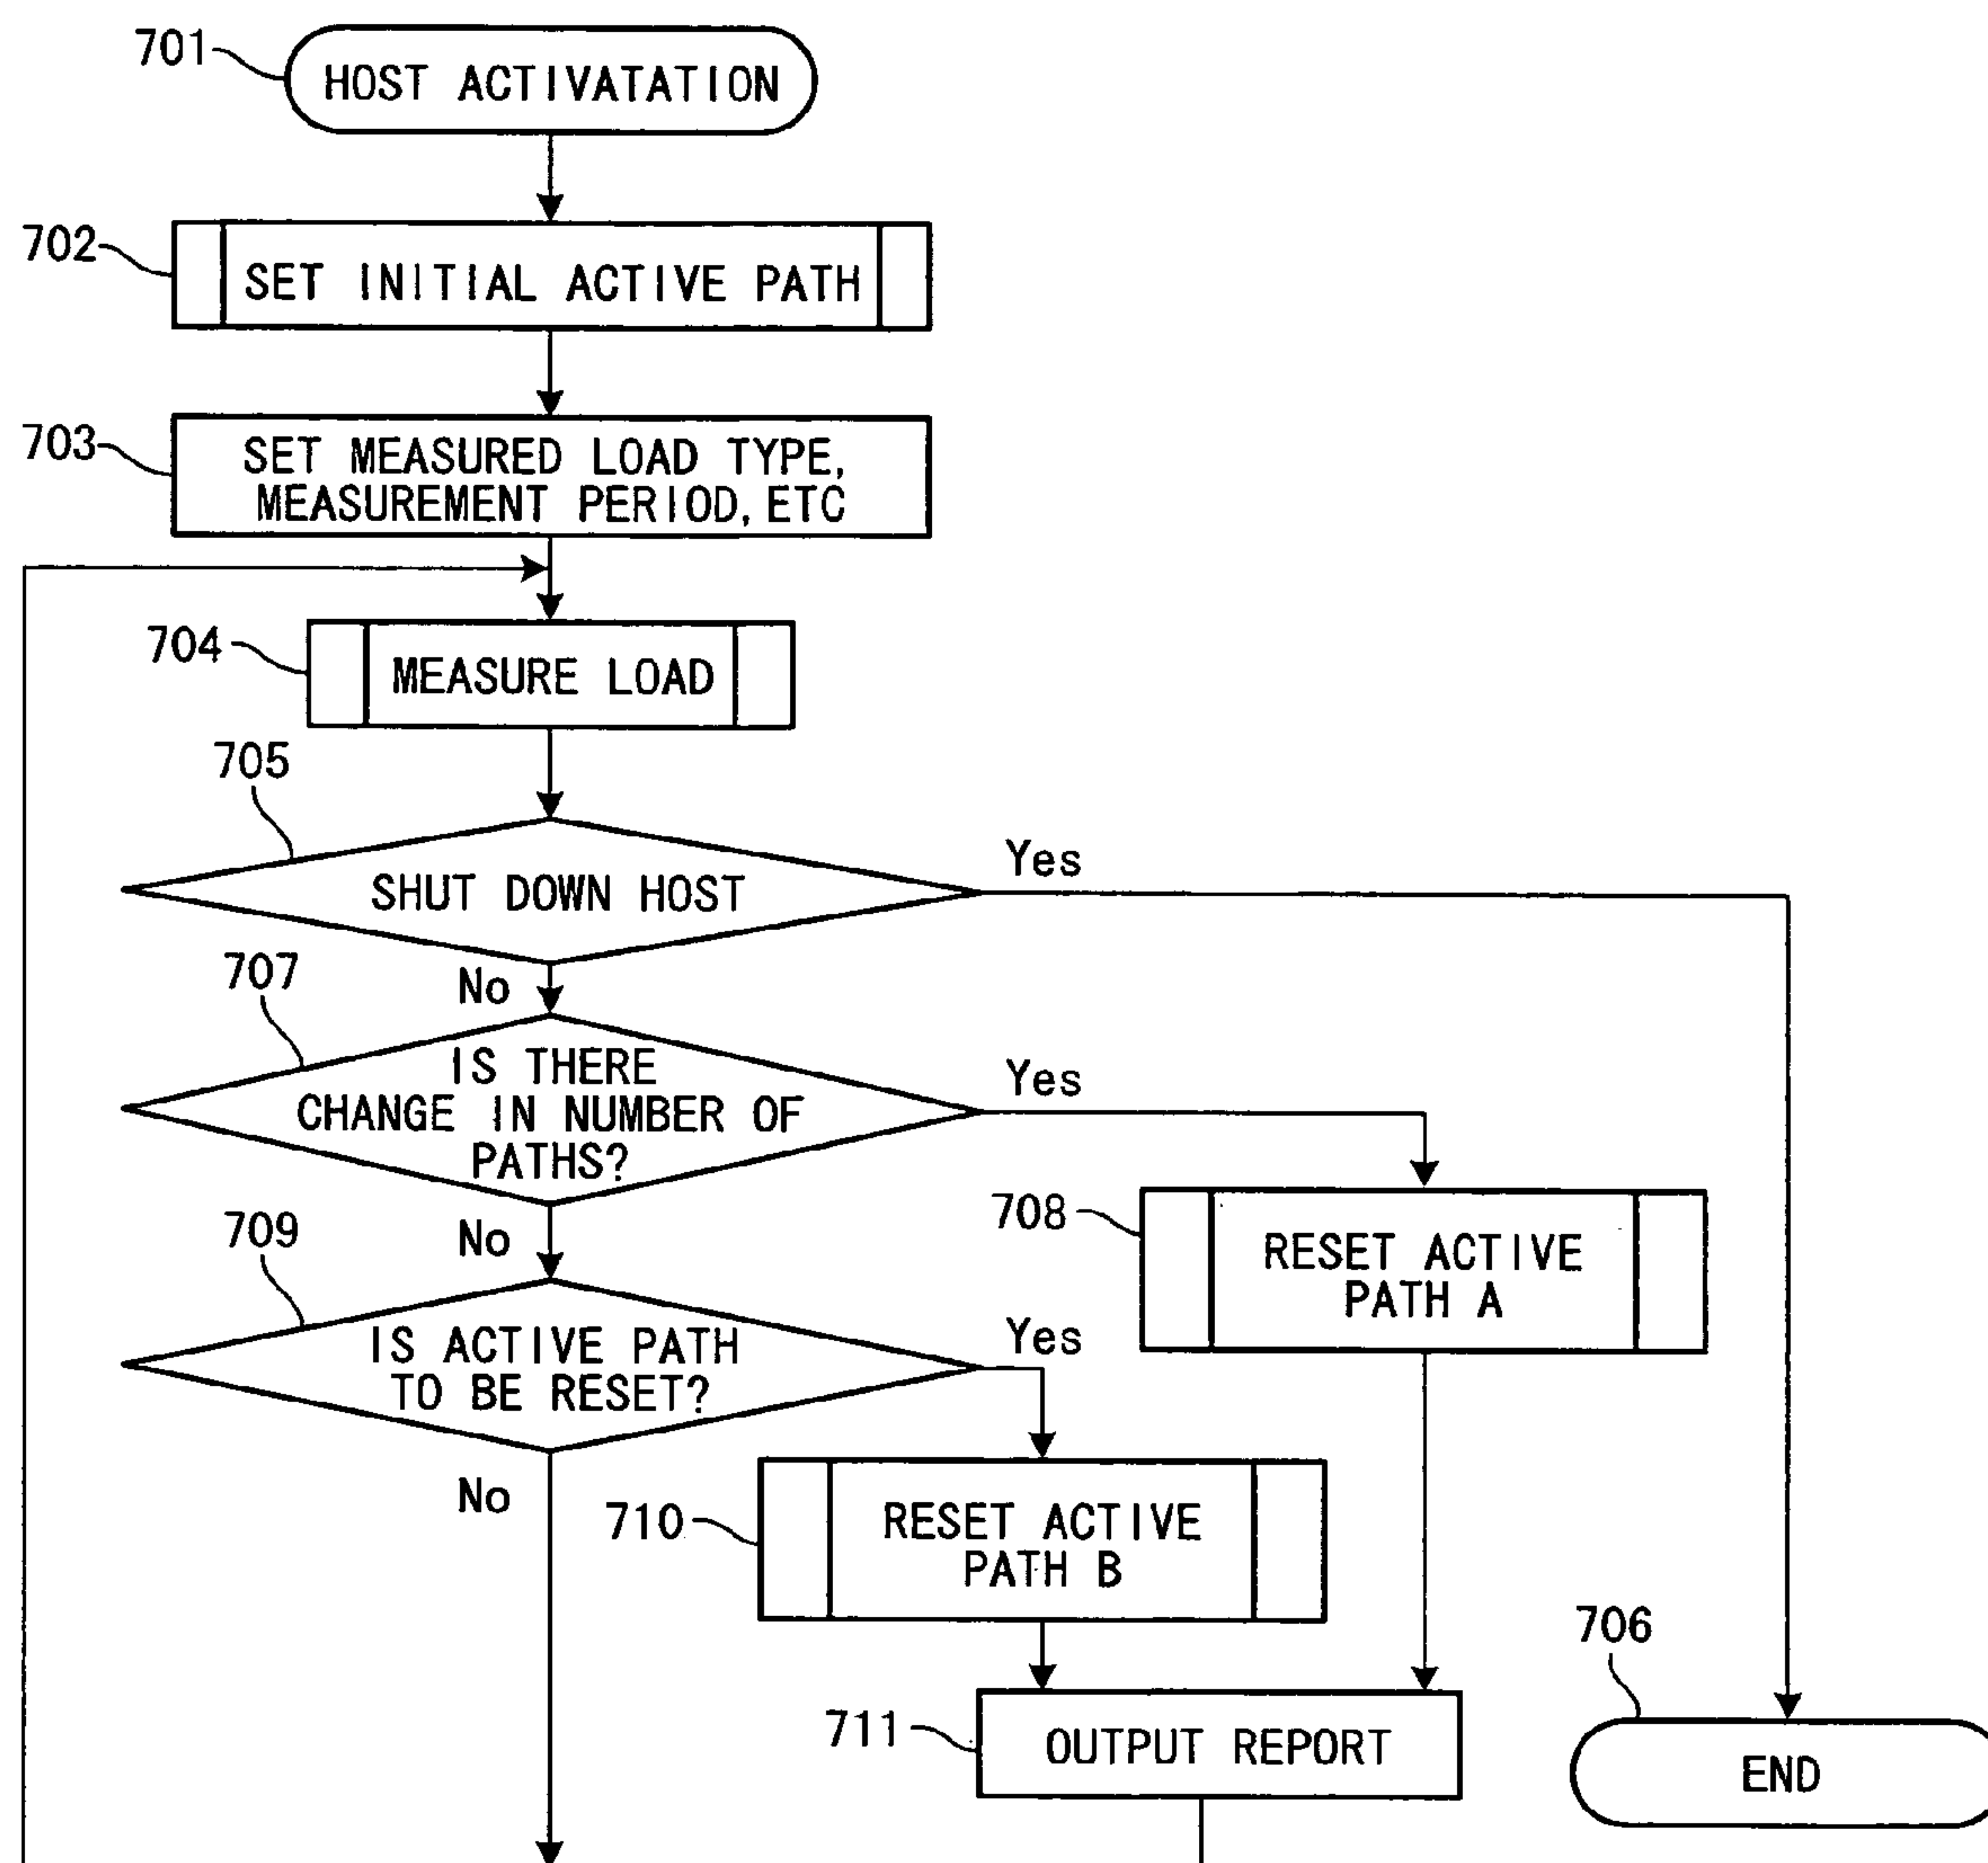 701
HOST ACTIVATATION
702
SET INITIAL ACTIVE PATH
703
SET MEASURED LOAD TYPE,
MEASUREMENT PERIOD, ETC
704
MEASURE LOAD
705
SHUT DOWN HOST
Yes
No
707
IS THERE
CHANGE IN NUMBER OF
PATHS?
Yes
No
708
RESET ACTIVE
PATH A
709
IS ACTIVE PATH
TO BE RESET?
Yes
No
710
RESET ACTIVE
PATH B
711
OUTPUT REPORT
706
END